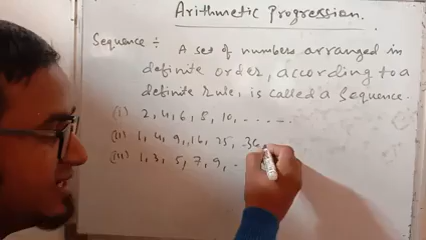 Arithmetic Progression.
Sequence ÷ A set of numbers arranged in
definite order, according to a
definite rule, is called a Sequence.
(i) 2, 4, 6, 8, 10, . . . . .
(ii) 1, 4, 9, 16, 25, 36
(iii) 1, 3, 5, 7, 9, .